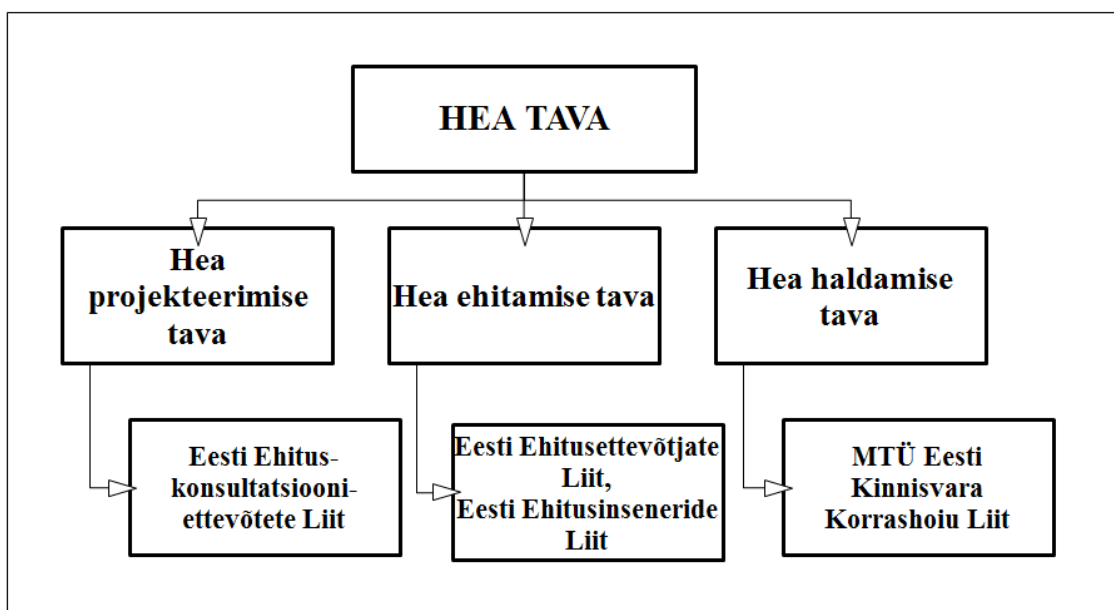 HEA TAVA
Hea
projekteerimise
tava
Hea ehitamise tava
Hea haldamise
tava
Eesti Ehitus-
konsultatsiooni-
ettevõtete Liit
Eesti Ehitusettevõtjate
Liit,
Eesti Ehitusinseneride
Liit
MTÜ Eesti
Kinnisvara
Korrashoiu Liit